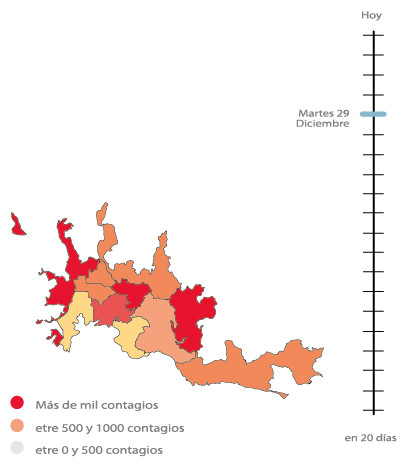 Hoy
Martes 29
Diciembre
Más de mil contagios
etre 500 y 1000 contagios
etre 0 y 500 contagios
en 20 días